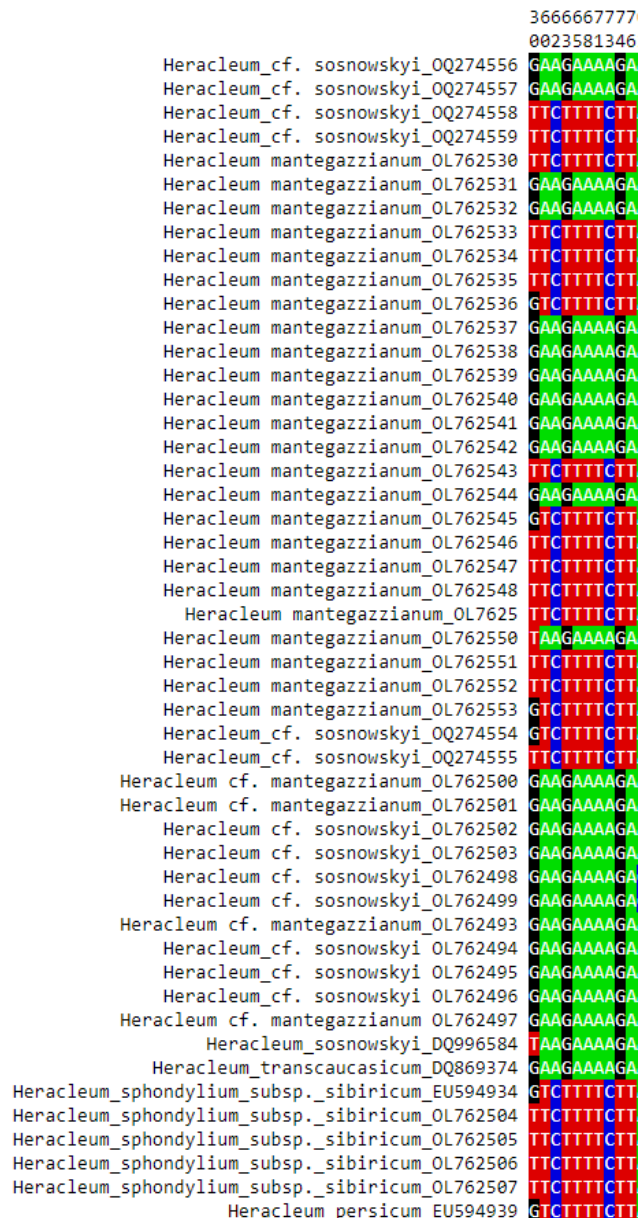 36666677777
0023581346
Heracleum_cf. sosnowskyi_OQ274556 GAAGAAAAGA
Heracleum_cf. sosnowskyi_OQ274557 GAAGAAAAGA
Heracleum_cf. sosnowskyi_OQ274558 TTCTTTTCTT
Heracleum_cf. sosnowskyi_OQ274559 TTCTTTTCTT
Heracleum mantegazzianum_OL762530 TTCTTTTCTT
Heracleum mantegazzianum_OL762531 GAAGAAAAGA
Heracleum mantegazzianum_OL762532 GAAGAAAAGA
Heracleum mantegazzianum_OL762533 TTCTTTTCTT
Heracleum mantegazzianum_OL762534 TTCTTTTCTT
Heracleum mantegazzianum_OL762535 TTCTTTTCTT
Heracleum mantegazzianum_OL762536 GTCTTTTCTT
Heracleum mantegazzianum_OL762537 GAAGAAAAGA
Heracleum mantegazzianum_OL762538 GAAGAAAAGA
Heracleum mantegazzianum_OL762539 GAAGAAAAGA
Heracleum mantegazzianum_OL762540 GAAGAAAAGA
Heracleum mantegazzianum_OL762541 GAAGAAAAGA
Heracleum mantegazzianum_OL762542 GAAGAAAAGA
Heracleum mantegazzianum_OL762543 TTCTTTTCTT
Heracleum mantegazzianum_OL762544 GAAGAAAAGA
Heracleum mantegazzianum_OL762545 GTCTTTTCTT
Heracleum mantegazzianum_OL762546 TTCTTTTCTT
Heracleum mantegazzianum_OL762547 TTCTTTTCTT
Heracleum mantegazzianum_OL762548 TTCTTTTCTT
Heracleum mantegazzianum_OL7625 TTCTTTTCTT
Heracleum mantegazzianum_OL762550 TAAGAAAAGA
Heracleum mantegazzianum_OL762551 TTCTTTTCTT
Heracleum mantegazzianum_OL762552 TTCTTTTCTT
Heracleum mantegazzianum_OL762553 GTCTTTTCTT
Heracleum_cf. sosnowskyi_OQ274554 GTCTTTTCTT
Heracleum_cf. sosnowskyi_OQ274555 TTCTTTTCTT
Heracleum cf. mantegazzianum_OL762500 GAAGAAAAGA
Heracleum cf. mantegazzianum_OL762501 GAAGAAAAGA
Heracleum cf. sosnowskyi_OL762502 GAAGAAAAGA
Heracleum cf. sosnowskyi_OL762503 GAAGAAAAGA
Heracleum cf. sosnowskyi_OL762498 GAAGAAAAGA
Heracleum cf. sosnowskyi_OL762499 GAAGAAAAGA
Heracleum cf. mantegazzianum_OL762493 GAAGAAAAGA
Heracleum_cf. sosnowskyi OL762494 GAAGAAAAGA
Heracleum_cf. sosnowskyi OL762495 GAAGAAAAGA
Heracleum_cf. sosnowskyi OL762496 GAAGAAAAGA
Heracleum cf. mantegazzianum OL762497 GAAGAAAAGA
Heracleum_sosnowskyi_DQ996584 TAAGAAAAGA
Heracleum_transcaucasicum_DQ869374 GAAGAAAAGA
Heracleum_sphondylium_subsp._sibiricum_EU594934 GTCTTTTCTT
Heracleum_sphondylium_subsp._sibiricum_OL762504 TTCTTTTCTT
Heracleum_sphondylium_subsp._sibiricum_OL762505 TTCTTTTCTT
Heracleum_sphondylium_subsp._sibiricum_OL762506 TTCTTTTCTT
Heracleum_sphondylium_subsp._sibiricum_OL762507 TTCTTTTCTT
Heracleum persicum EU594939 GTCTTTTCTT